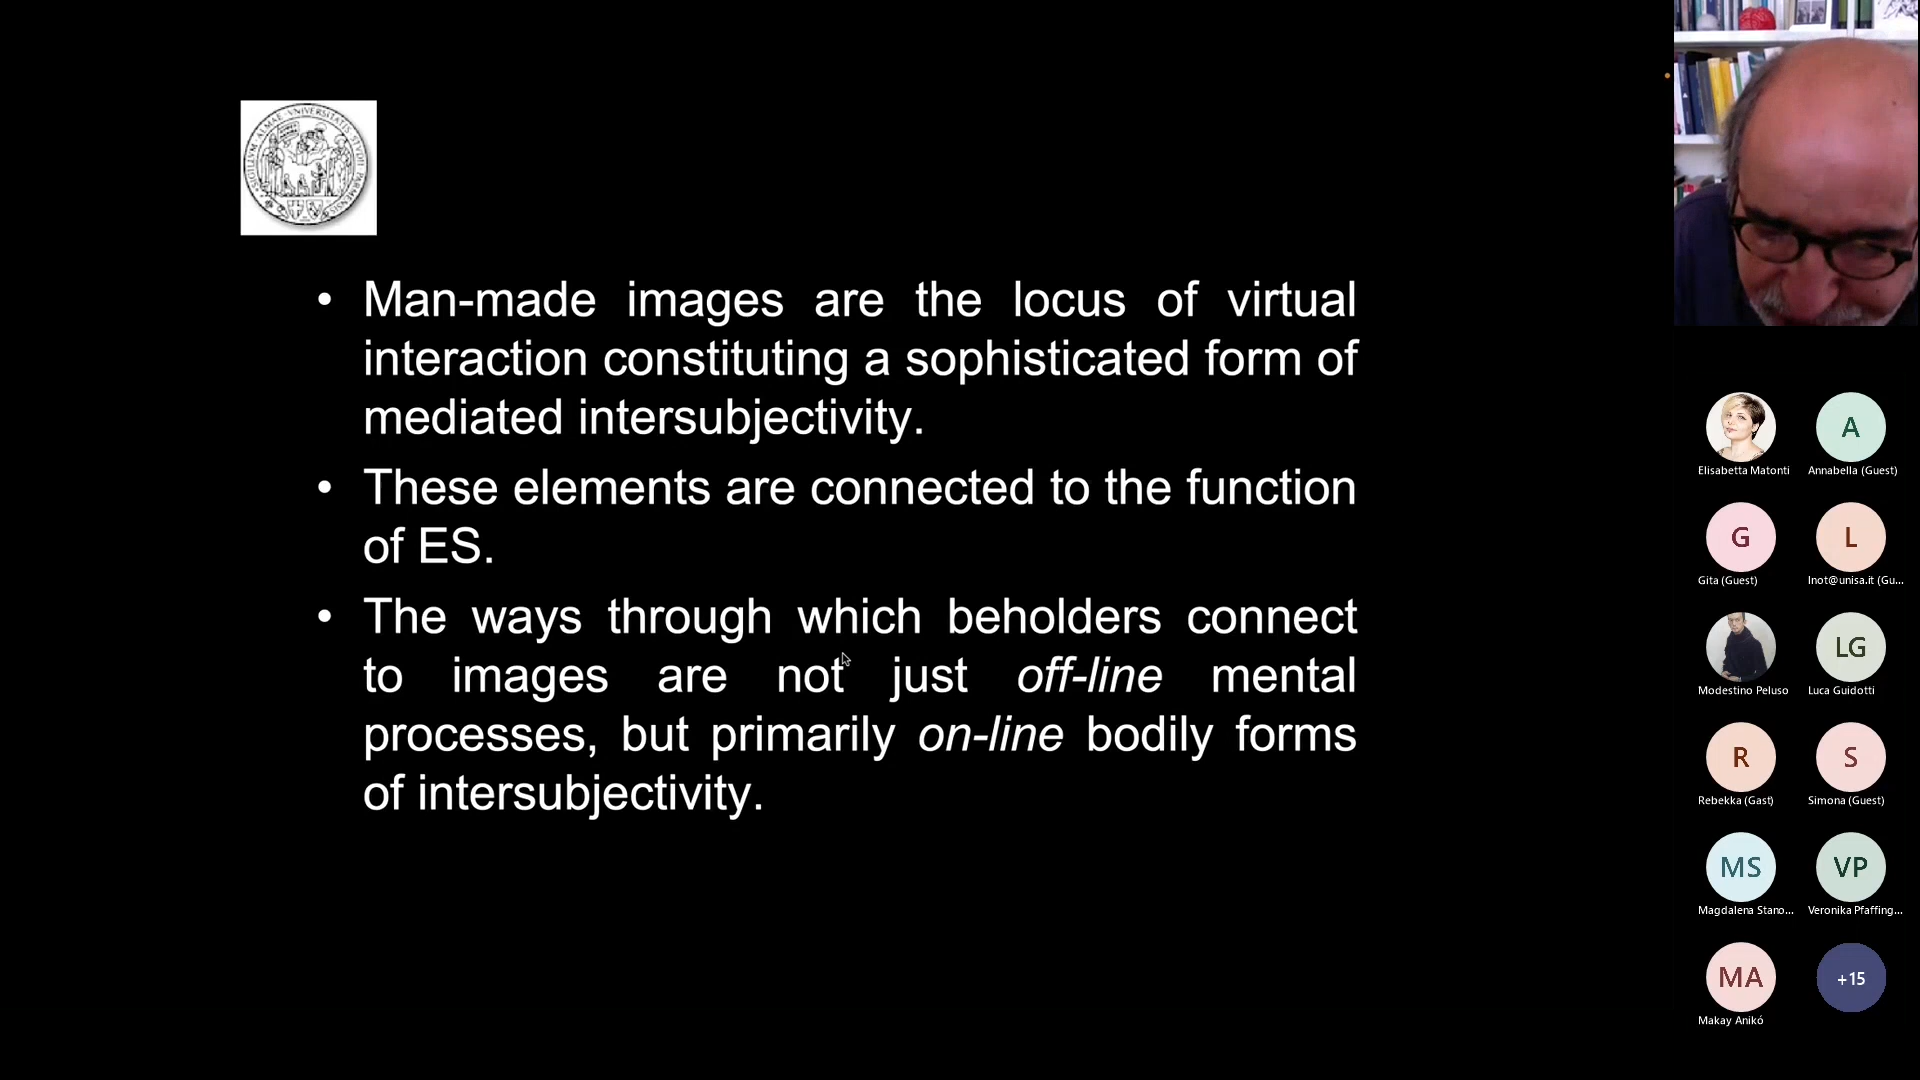 • Man-made images are the locus of virtual
interaction constituting a sophisticated form of
mediated intersubjectivity.
• These elements are connected to the function
of ES.
• The ways through which beholders connect
to images are not just off-line mental
processes, but primarily on-line bodily forms
of intersubjectivity.
Elisabetta Matonti
A
Annabella (Guest)
G
Gita (Guest)
L
lnot@unisa.it (Gu...
Modestino Peluso
LG
Luca Guidotti
R
Rebekka (Gast)
S
Simona (Guest)
MS
Magdalena Stano...
VP
Veronika Pfaffing...
MA
Makay Anikó
+15